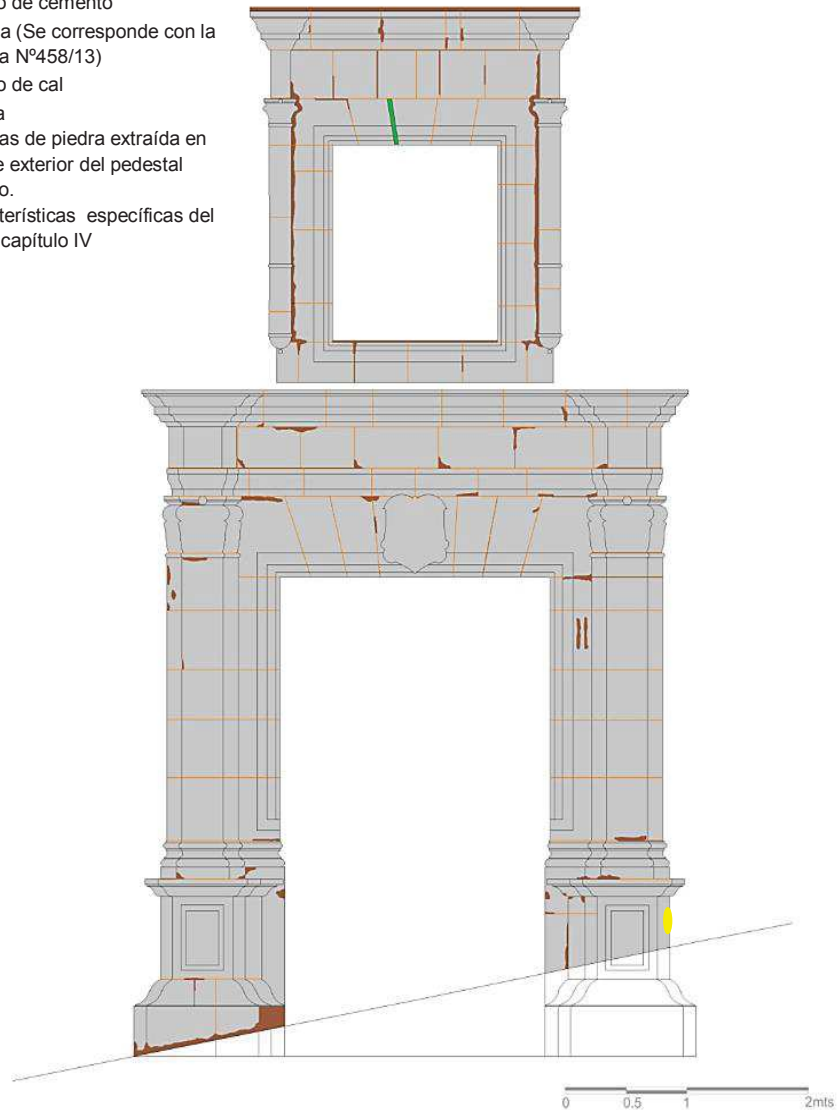 o de cemento
a (Se corresponde con la
a Nº458/13)
o de cal
a
as de piedra extraída en
e exterior del pedestal
o.
terísticas específicas del
capítulo IV
0 0.5 1 2mts